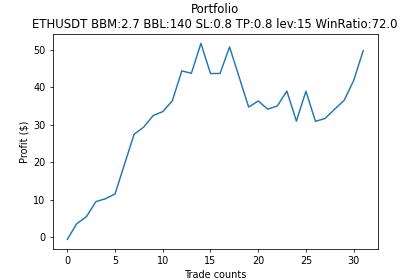 Portfolio
ETHUSDT BBM:2.7 BBL:140 SL:0.8 TP:0.8 lev:15 WinRatio:72.0
Profit ($)
50
40
30
20
10
0
0 5 10 15 20 25 30
Trade counts